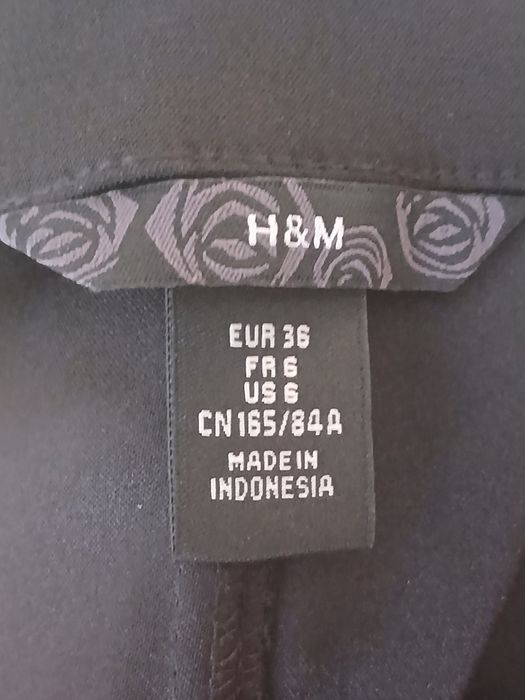 H&M
EUR 36
FR 6
US 6
CN 165/84A
MADE IN
INDONESIA